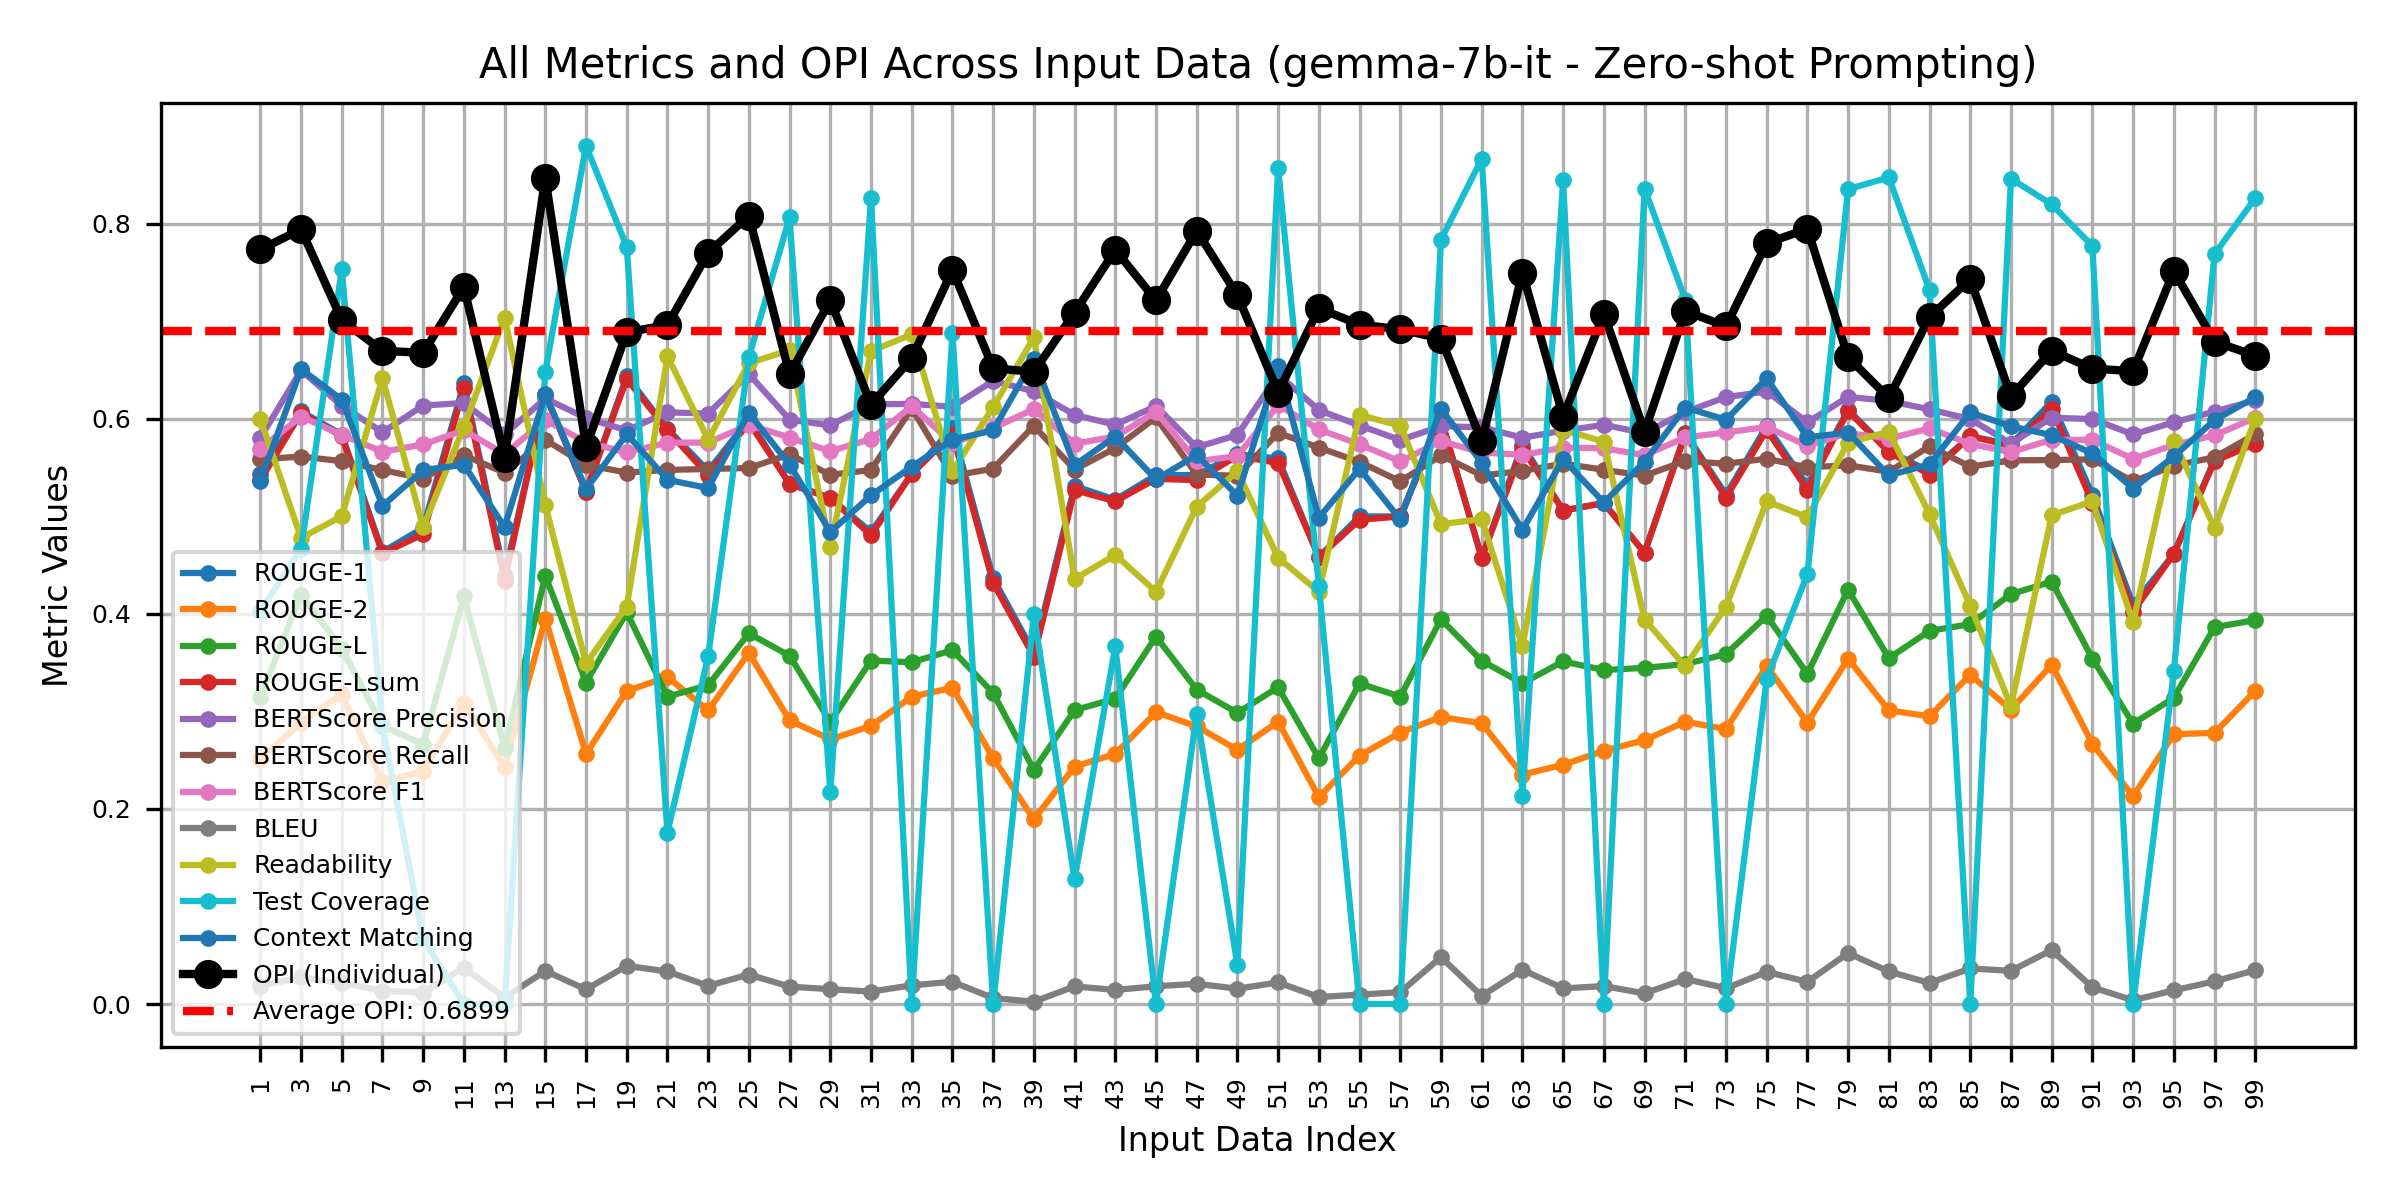 All Metrics and OPI Across Input Data (gemma-7b-it - Zero-shot Prompting)
Metric Values
0.8
0.6
0.4
0.2
0.0
ROUGE-1
ROUGE-2
ROUGE-L
ROUGE-Lsum
BERTScore Precision
BERTScore Recall
BERTScore F1
BLEU
Readability
Test Coverage
Context Matching
OPI (Individual)
Average OPI: 0.6899
1 3 5 7 9 11 13 15 17 19 21 23 25 27 29 31 33 35 37 39 41 43 45 47 49 51 53 55 57 59 61 63 65 67 69 71 73 75 77 79 81 83 85 87 89 91 93 95 97 99
Input Data Index